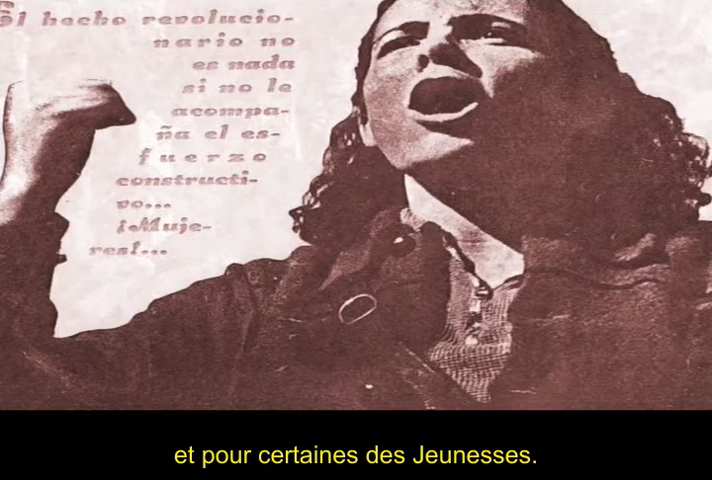 El hecho revolucio-
nario no
es nada
si no le
acompa-
ña el es-
fuerzo
constructi-
vo...
¡Muje-
res!...
et pour certaines des Jeunesses.